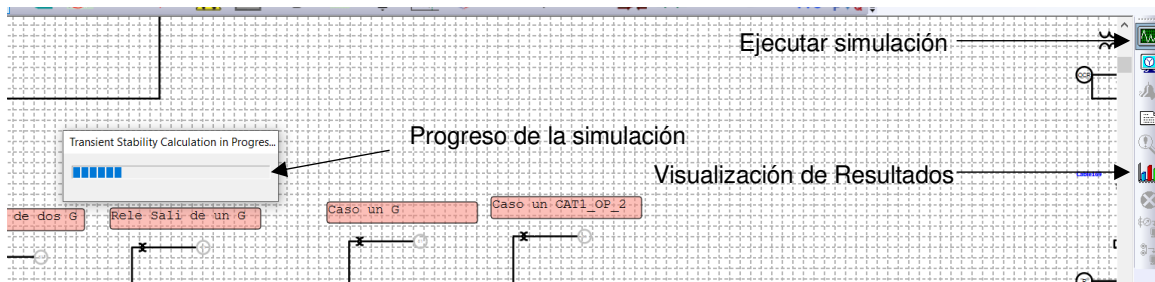 Ejecutar simulación
OCR
Transient Stability Calculation in Progres...
Progreso de la simulación
Visualización de Resultados
de dos G
Rele Sali de un G
Caso un G
Caso un CAT1_OP_2